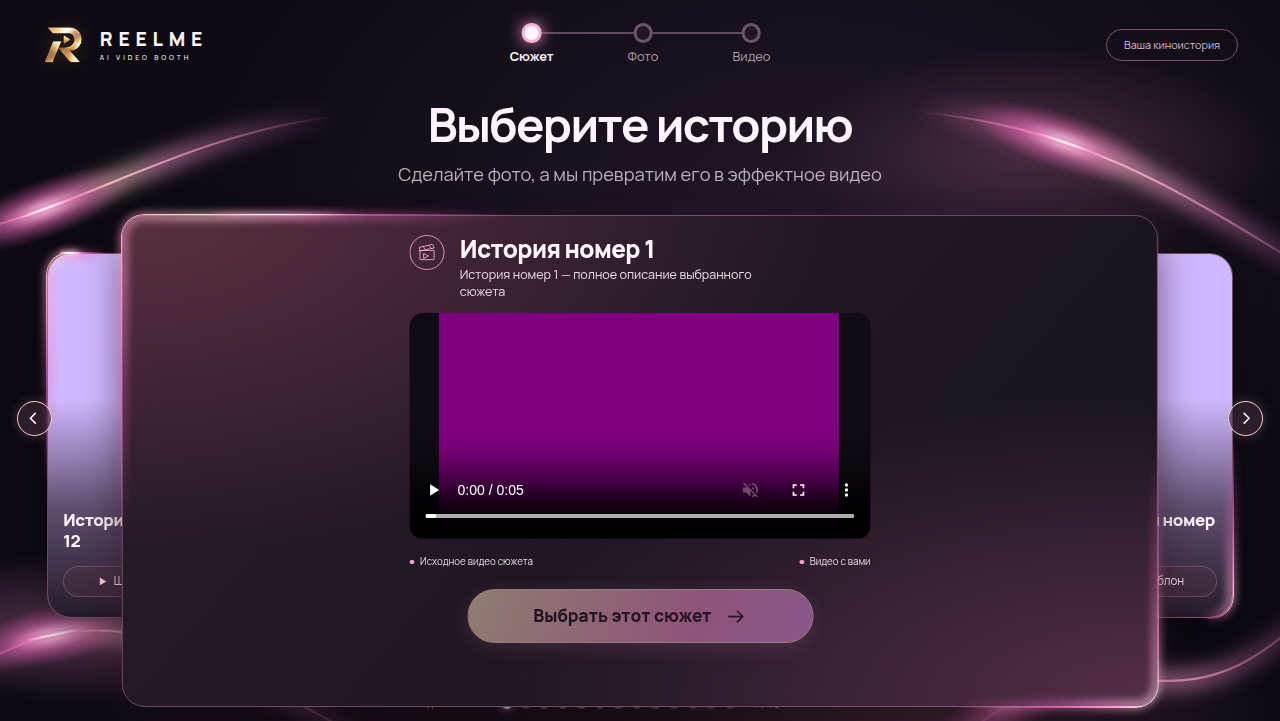 REELME
AI VIDEO BOOTH
Сюжет
Фото
Видео
Ваша киноистория
Выберите историю
Сделайте фото, а мы превратим его в эффектное видео
История номер 1
История номер 1 — полное описание выбранного
сюжета
0:00 / 0:05
Исходное видео сюжета
Видео с вами
Выбрать этот сюжет
12
номер